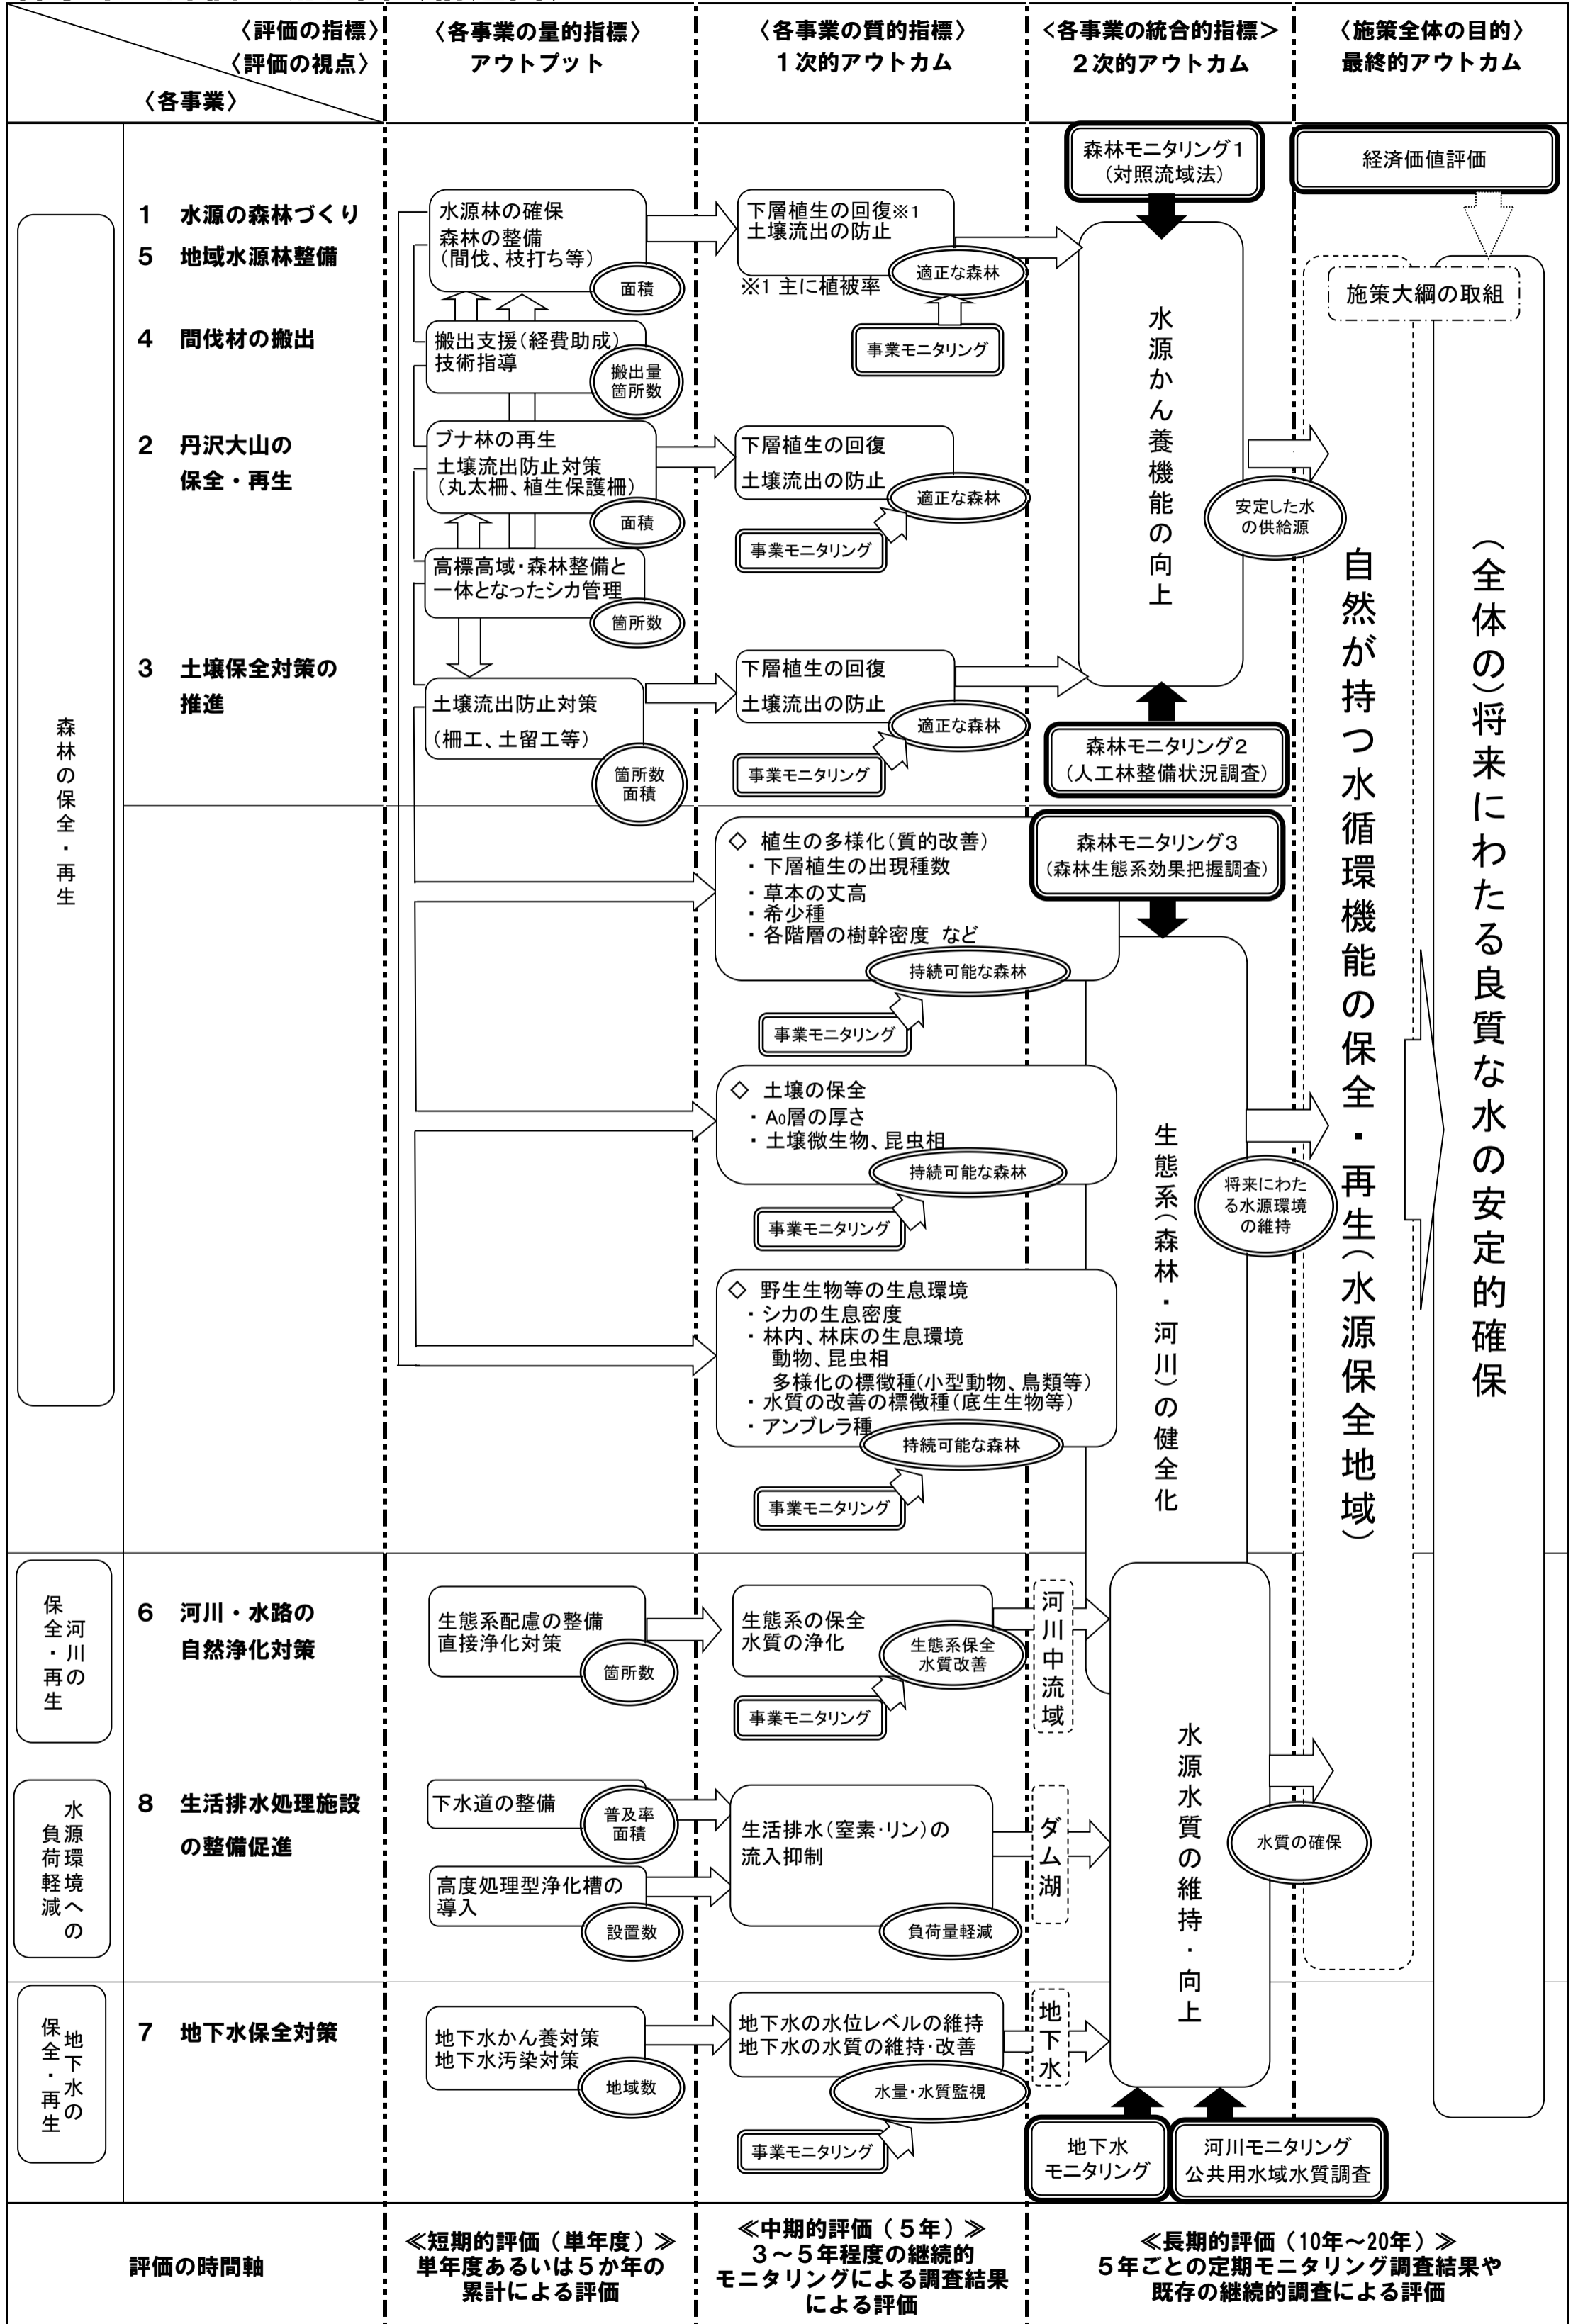 〈評価の指標〉
〈評価の視点〉
〈各事業〉
〈各事業の量的指標〉
アウトプット
〈各事業の質的指標〉
１次的アウトカム
＜各事業の統合的指標＞
２次的アウトカム
〈施策全体の目的〉
最終的アウトカム
森林の保全・再生
1 水源の森林づくり
5 地域水源林整備
4 間伐材の搬出
2 丹沢大山の
保全・再生
3 土壌保全対策の
推進
水源林の確保
森林の整備
（間伐、枝打ち等）
面積
搬出支援（経費助成）
技術指導
搬出量
箇所数
ブナ林の再生
土壌流出防止対策
（丸太柵、植生保護柵）
面積
高標高域・森林整備と
一体となったシカ管理
箇所数
土壌流出防止対策
（柵工、土留工等）
箇所数
面積
下層植生の回復※1
土壌流出の防止
適正な森林
※1 主に植被率
事業モニタリング
下層植生の回復
土壌流出の防止
適正な森林
事業モニタリング
下層植生の回復
土壌流出の防止
適正な森林
事業モニタリング
◇ 植生の多様化（質的改善）
・下層植生の出現種数
・草本の丈高
・希少種
・各階層の樹幹密度 など
持続可能な森林
事業モニタリング
◇ 土壌の保全
・A₀層の厚さ
・土壌微生物、昆虫相
持続可能な森林
事業モニタリング
◇ 野生生物等の生息環境
・シカの生息密度
・林内、林床の生息環境
動物、昆虫相
多様化の標徴種（小型動物、鳥類等）
・水質の改善の標徴種（底生生物等）
・アンブレラ種
持続可能な森林
事業モニタリング
森林モニタリング１
（対照流域法）
水源かん養機能の向上
安定した水
の供給源
森林モニタリング２
（人工林整備状況調査）
森林モニタリング３
（森林生態系効果把握調査）
生態系（森林・河川）の健全化
将来にわた
る水源環境
の維持
経済価値評価
施策大綱の取組
自然が持つ水循環機能の保全・再生（水源保全地域）
（全体の）将来にわたる良質な水の安定的確保
河川の
保全・再生
6 河川・水路の
自然浄化対策
生態系配慮の整備
直接浄化対策
箇所数
生態系の保全
水質の浄化
生態系保全
水質改善
事業モニタリング
河川中流域
水源環境への
負荷軽減
8 生活排水処理施設
の整備促進
下水道の整備
普及率
面積
高度処理型浄化槽の
導入
設置数
生活排水（窒素・リン）の
流入抑制
負荷量軽減
ダム湖
水源水質の維持・向上
水質の確保
地下水の
保全・再生
7 地下水保全対策
地下水かん養対策
地下水汚染対策
地域数
地下水の水位レベルの維持
地下水の水質の維持・改善
水量・水質監視
事業モニタリング
地下水
地下水
モニタリング
河川モニタリング
公共用水域水質調査
評価の時間軸
≪短期的評価（単年度）≫
単年度あるいは５か年の
累計による評価
≪中期的評価（５年）≫
３～５年程度の継続的
モニタリングによる調査結果
による評価
≪長期的評価（10年～20年）≫
５年ごとの定期モニタリング調査結果や
既存の継続的調査による評価